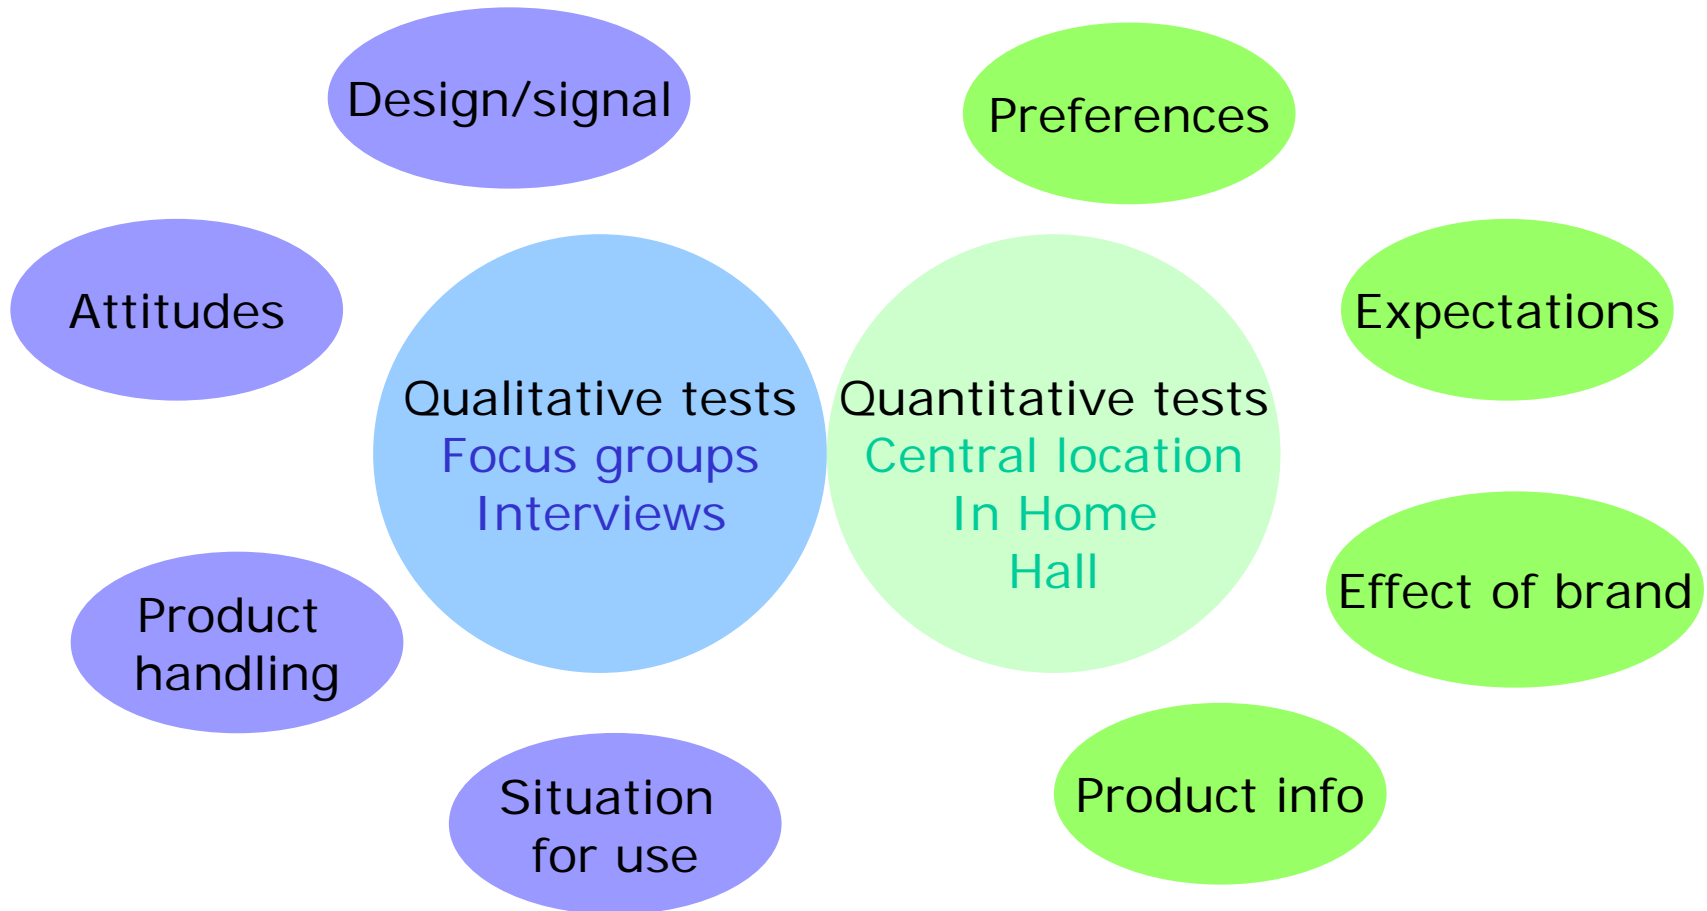 Design/signal
Preferences
Attitudes
Expectations
Qualitative tests
Focus groups
Interviews
Quantitative tests
Central location
In Home
Hall
Product
handling
Effect of brand
Situation
for use
Product info